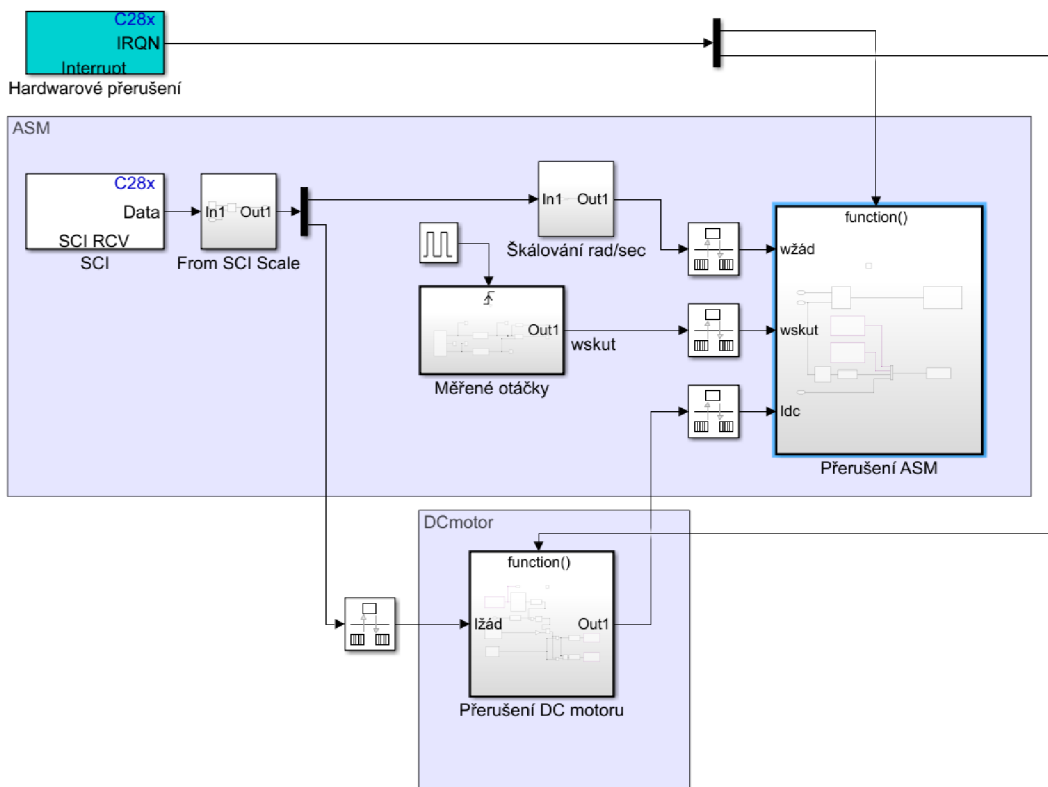 C28x
IRQN
Interrupt
Hardwarové přerušení
ASM
C28x
Data
SCI RCV
SCI
In1
Out1
From SCI Scale
In1
Out1
Škálování rad/sec
Out1
wskut
Měřené otáčky
function()
wžád
wskut
Idc
Přerušení ASM
DCmotor
function()
Ižád
Out1
Přerušení DC motoru